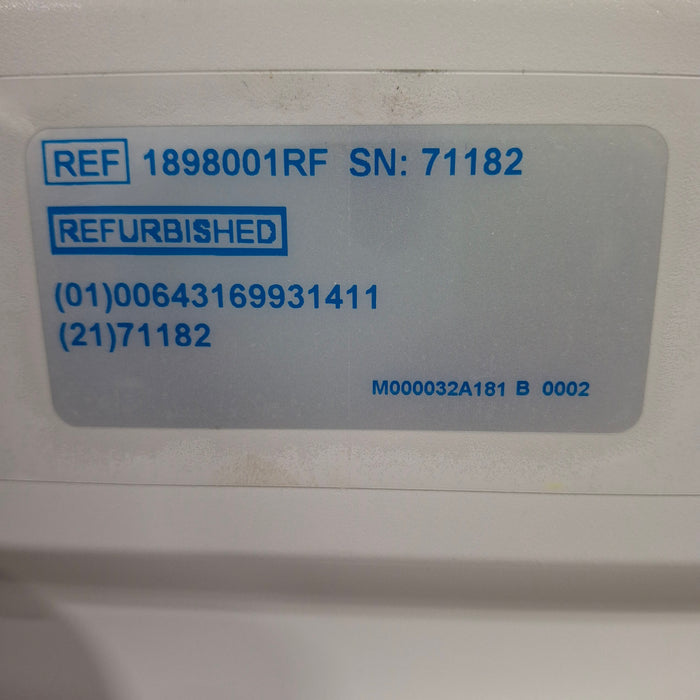 REF 1898001RF SN: 71182
REFURBISHED
(01)00643169931411
(21)71182
M000032A181 B 0002